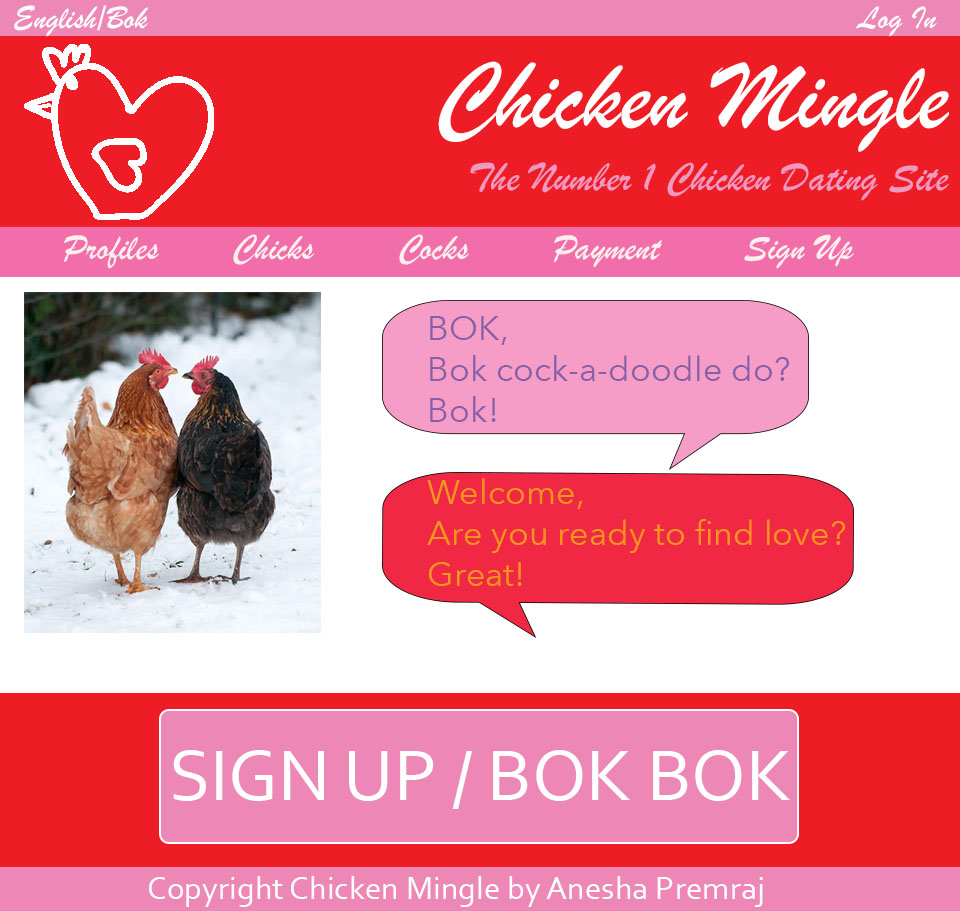 English/Bok
Log In
Chicken Mingle
The Number 1 Chicken Dating Site
Profiles
Chicks
Cocks
Payment
Sign Up
BOK,
Bok cock-a-doodle do?
Bok!
Welcome,
Are you ready to find love?
Great!
SIGN UP / BOK BOK
Copyright Chicken Mingle by Anesha Premraj